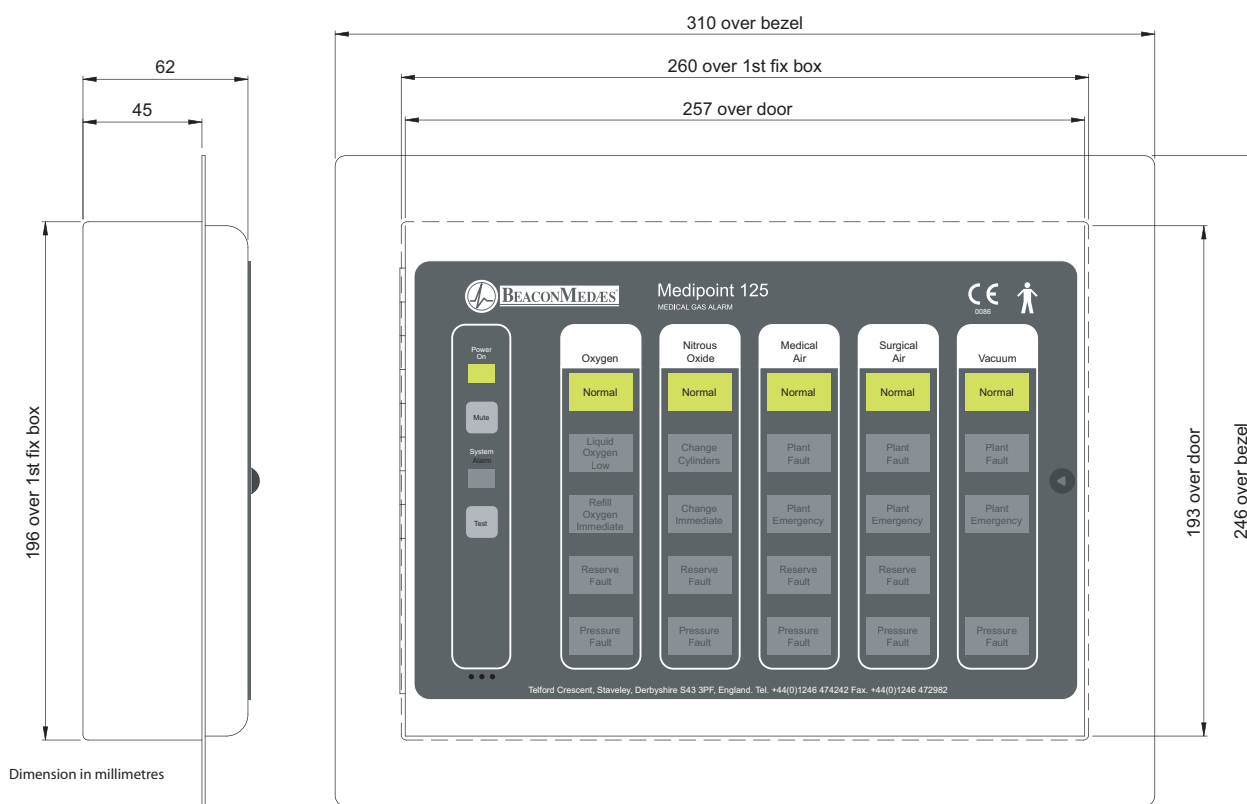 310 over bezel
62
260 over 1st fix box
45
257 over door
BEACONMEDÆS®
Medipoint 125
MEDICAL GAS ALARM
CE
0086
Power
On
Mute
System
Alarm
Test
Oxygen
Normal
Liquid
Oxygen
Low
Refill
Oxygen
Immediate
Reserve
Fault
Pressure
Fault
Nitrous
Oxide
Normal
Change
Cylinders
Change
Immediate
Reserve
Fault
Pressure
Fault
Medical
Air
Normal
Plant
Fault
Plant
Emergency
Reserve
Fault
Pressure
Fault
Surgical
Air
Normal
Plant
Fault
Plant
Emergency
Reserve
Fault
Pressure
Fault
Vacuum
Normal
Plant
Fault
Plant
Emergency
Pressure
Fault
Telford Crescent, Staveley, Derbyshire S43 3PF, England. Tel. +44(0)1246 474242 Fax. +44(0)1246 472982
196 over 1st fix box
193 over door
246 over bezel
Dimension in millimetres